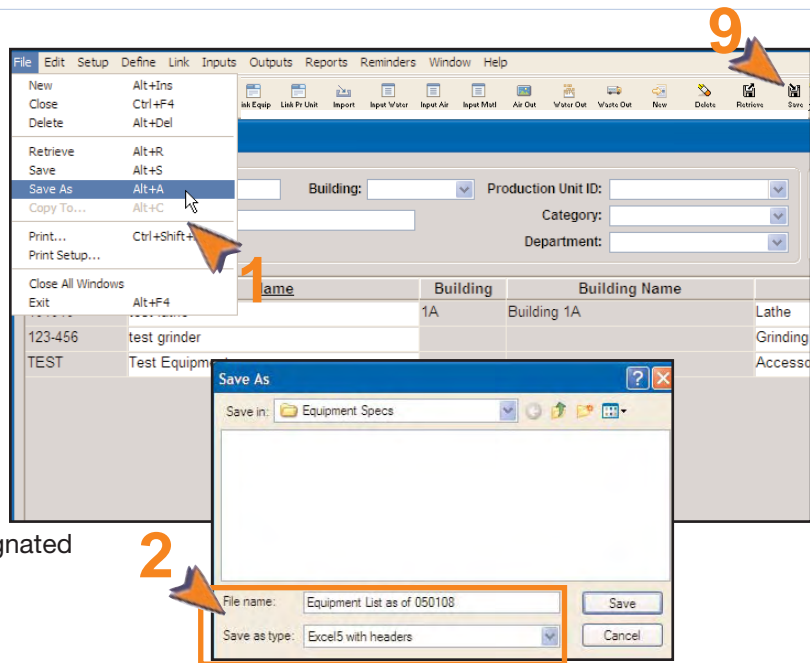 9
File Edit Setup Define Link Inputs Outputs Reports Reminders Window Help
New Alt+Ins
Close Ctrl+F4
Delete Alt+Del
Retrieve Alt+R
Save Alt+S
Save As Alt+A
Copy To... Alt+C
Print... Ctrl+Shift+
Print Setup...
Close All Windows
Exit Alt+F4
ink Equip Link Pr Unit Import Input Water Input Air Input Matl Air Out Water Out Waste Out New Delete Retrieve Save
Building: Production Unit ID:
Category:
Department:
1
Name Building Building Name
1A Building 1A Lathe
123-456 test grinder Grinding
TEST Test Equipment Accesso
Save As
Save in: Equipment Specs
gnated
2
File name: Equipment List as of 050108 Save
Save as type: Excel5 with headers Cancel